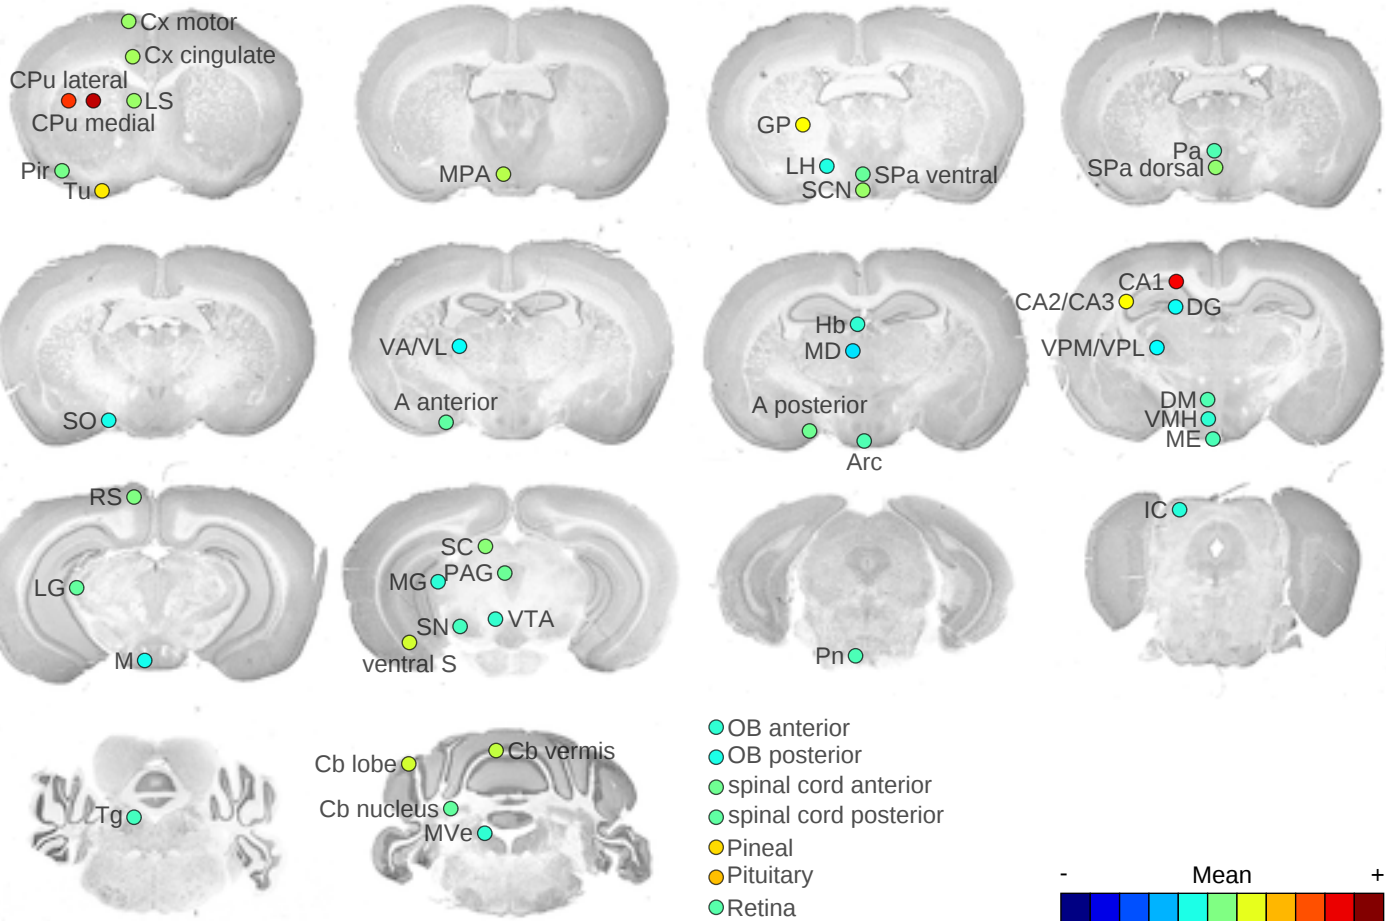 Cx motor
Cx cingulate
CPu lateral
LS
CPu medial
Pir
Tu
MPA
GP
LH
SPa ventral
SCN
Pa
SPa dorsal
SO
VA/VL
A anterior
Hb
MD
A posterior
Arc
CA1
CA2/CA3
DG
VPM/VPL
DM
VMH
ME
RS
LG
M
SC
PAG
MG
SN
VTA
ventral S
Pn
IC
Tg
Cb lobe
Cb vermis
Cb nucleus
MVe
OB anterior
OB posterior
spinal cord anterior
spinal cord posterior
Pineal
Pituitary
Retina
- Mean +